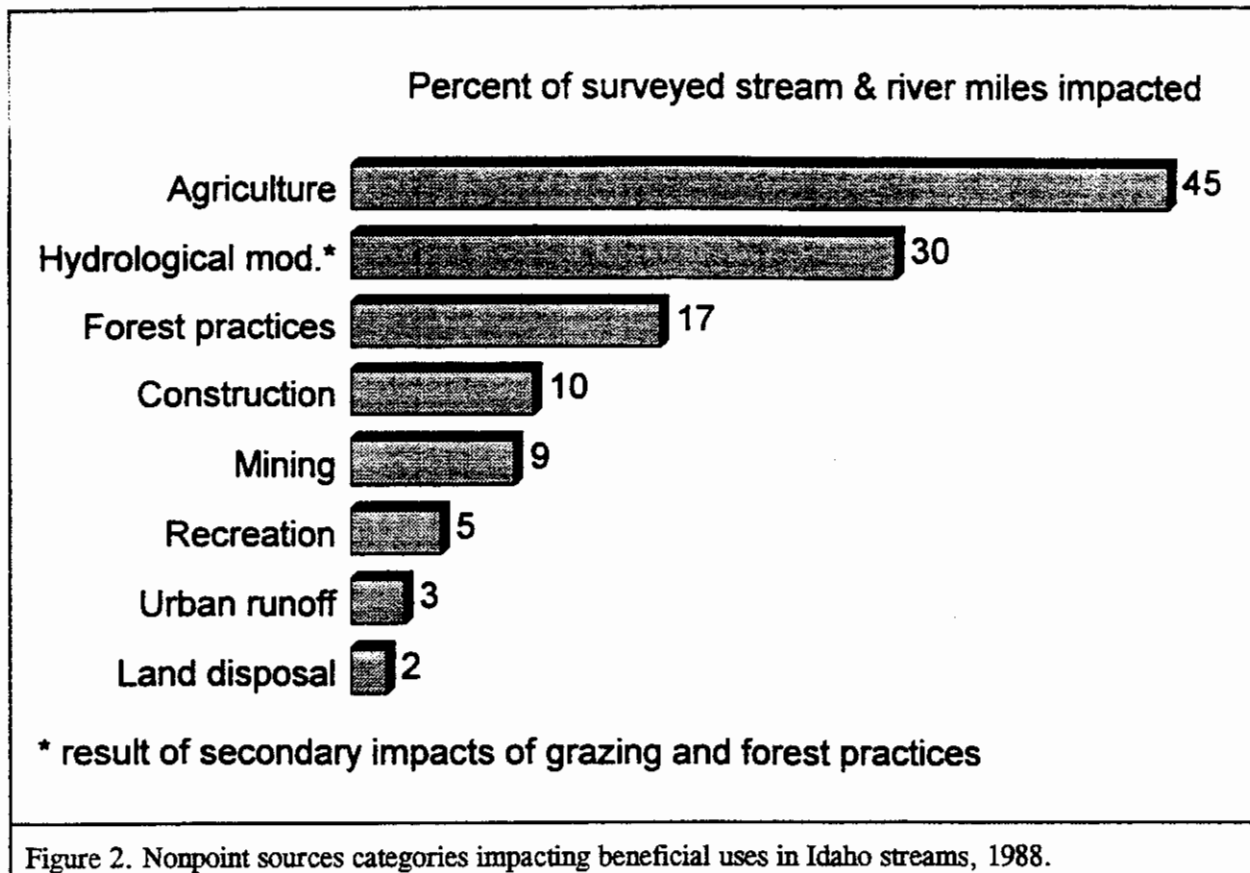 Percent of surveyed stream & river miles impacted
Agriculture 45
Hydrological mod.* 30
Forest practices 17
Construction 10
Mining 9
Recreation 5
Urban runoff 3
Land disposal 2
* result of secondary impacts of grazing and forest practices
Figure 2. Nonpoint sources categories impacting beneficial uses in Idaho streams, 1988.